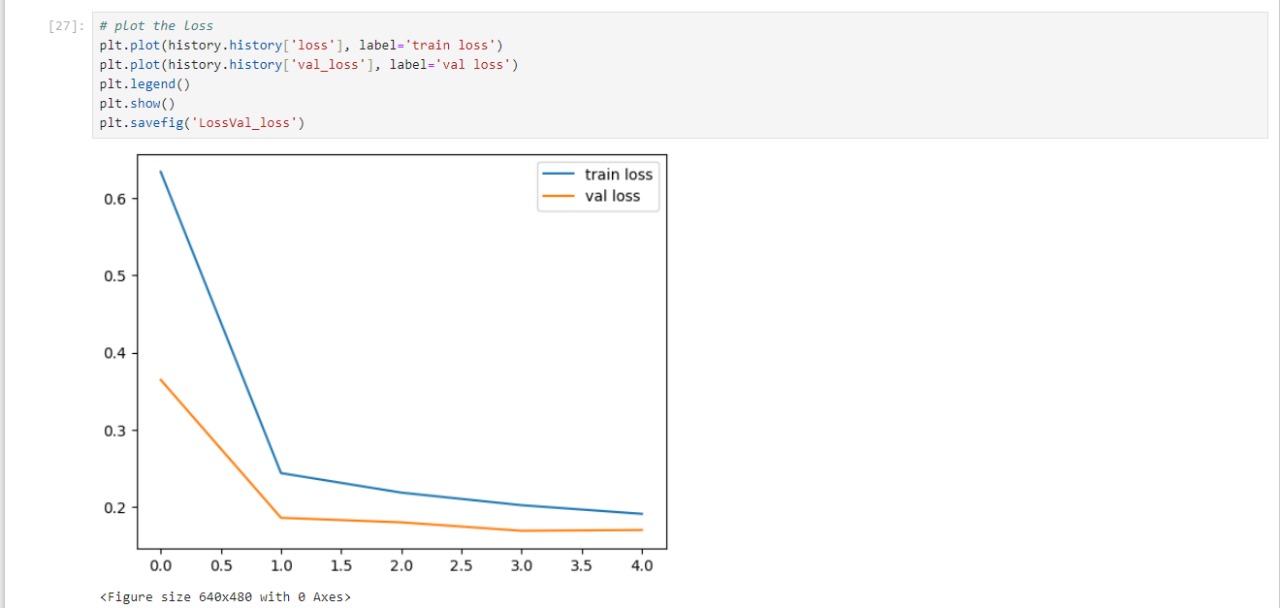 [27]: # plot the loss
plt.plot(history.history['loss'], label='train loss')
plt.plot(history.history['val_loss'], label='val loss')
plt.legend()
plt.show()
plt.savefig('LossVal_loss')
train loss
val loss
0.6
0.5
0.4
0.3
0.2
0.0 0.5 1.0 1.5 2.0 2.5 3.0 3.5 4.0
<Figure size 640x480 with 0 Axes>